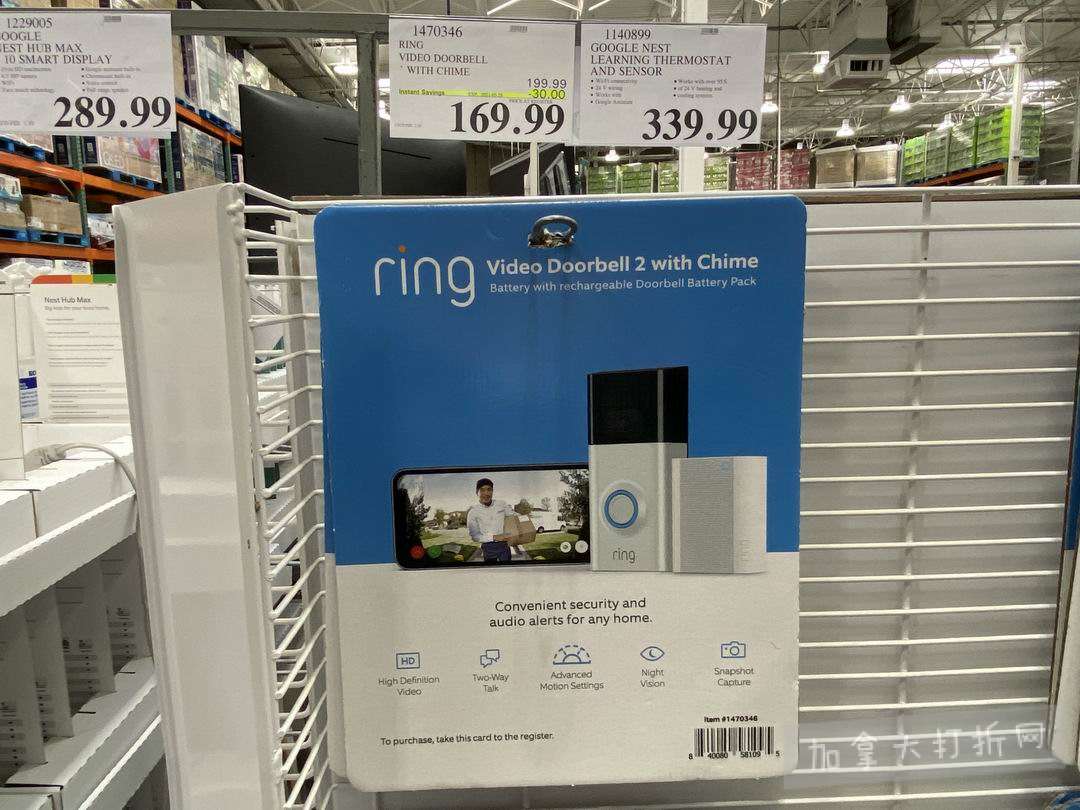 1229005
NEST HUB MAX
10 SMART DISPLAY
289.99
1470346
RING
VIDEO DOORBELL
WITH CHIME
199.99
Instant Savings
-30.00
169.99
1140899
GOOGLE NEST
LEARNING THERMOSTAT
AND SENSOR
339.99
Nest Hub Max
ring
Video Doorbell 2 with Chime
Battery with rechargeable Doorbell Battery Pack
ring
Convenient security and
audio alerts for any home.
HD
High Definition
Video
Two-Way
Talk
Advanced
Motion Settings
Night
Vision
Snapshot
Capture
Item #1470346
To purchase, take this card to the register.
8 40080 58109 5
加拿大打折网